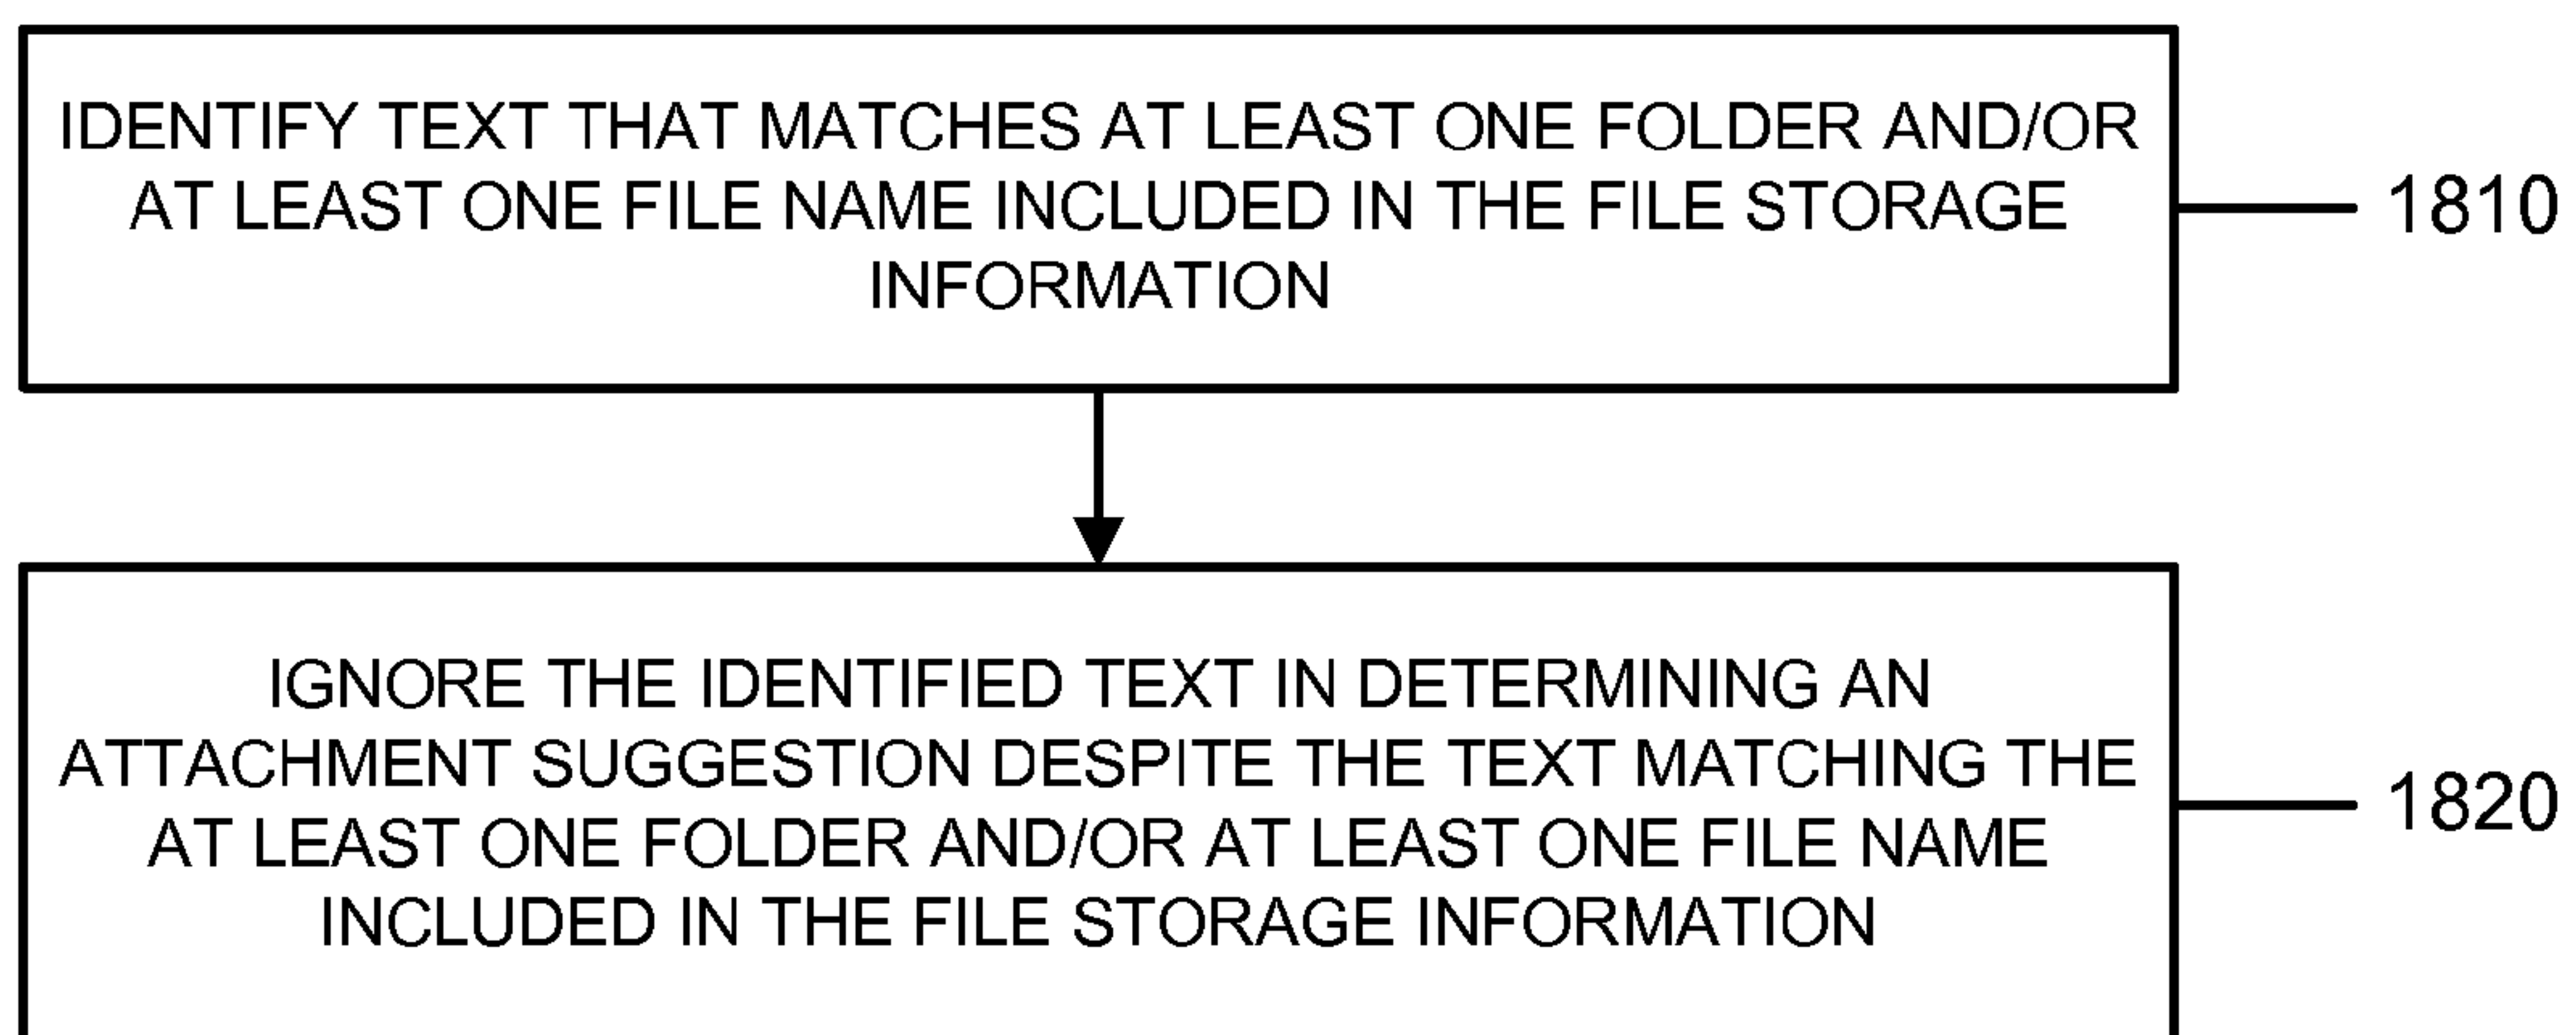 IDENTIFY TEXT THAT MATCHES AT LEAST ONE FOLDER AND/OR
AT LEAST ONE FILE NAME INCLUDED IN THE FILE STORAGE
INFORMATION
1810
IGNORE THE IDENTIFIED TEXT IN DETERMINING AN
ATTACHMENT SUGGESTION DESPITE THE TEXT MATCHING THE
AT LEAST ONE FOLDER AND/OR AT LEAST ONE FILE NAME
INCLUDED IN THE FILE STORAGE INFORMATION
1820